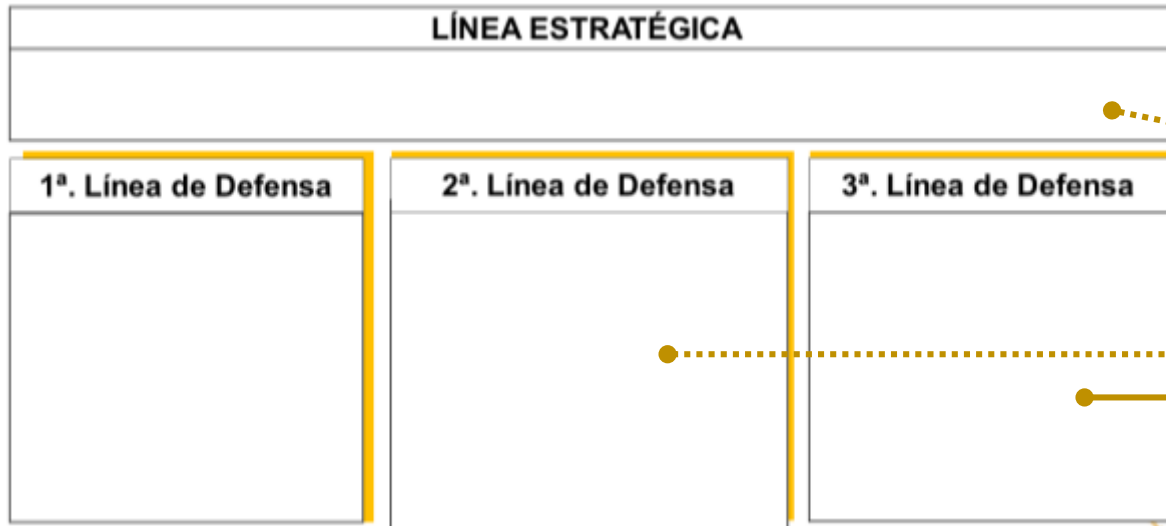 LÍNEA ESTRATÉGICA
1ª. Línea de Defensa
2ª. Línea de Defensa
3ª. Línea de Defensa